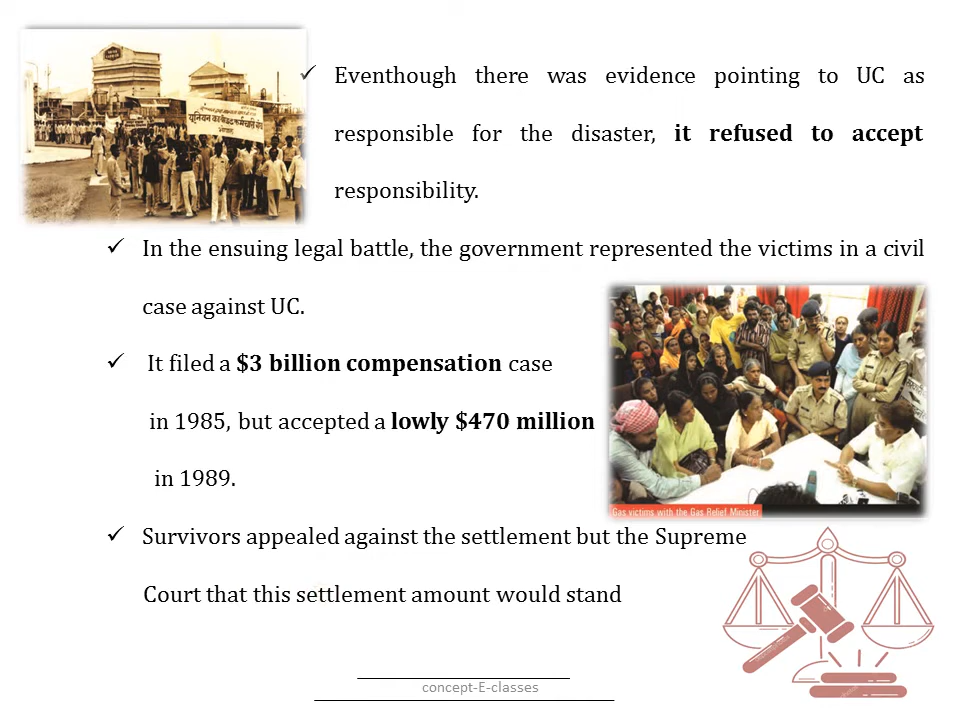 ✓ Eventhough there was evidence pointing to UC as
responsible for the disaster, it refused to accept
responsibility.
✓ In the ensuing legal battle, the government represented the victims in a civil
case against UC.
✓ It filed a $3 billion compensation case
in 1985, but accepted a lowly $470 million
in 1989.
Gas victims with the Gas Relief Minister
✓ Survivors appealed against the settlement but the Supreme
Court that this settlement amount would stand
concept-E-classes